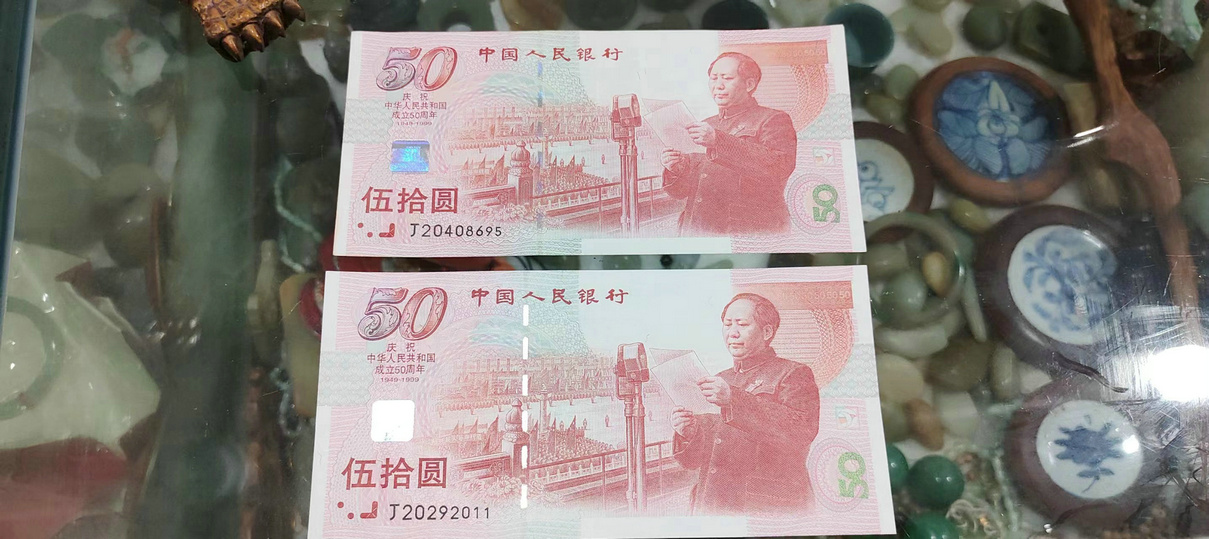 50
中国人民银行
庆 祝
中华人民共和国
成立50周年
1949-1999
伍拾圆
J20408695
50
50
中国人民银行
庆 祝
中华人民共和国
成立50周年
1949-1999
伍拾圆
J20292011
50